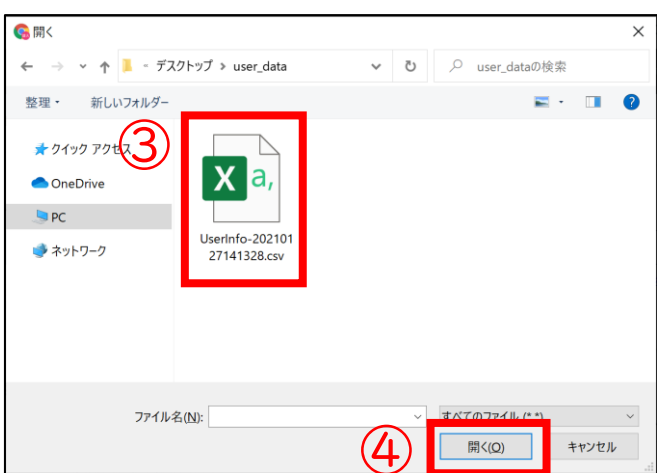 開く
- デスクトップ > user_data
user_dataの検索
整理・ 新しいフォルダー
③
クイック アクセス
OneDrive
PC
ネットワーク
X a,
UserInfo-202101
27141328.csv
ファイル名(N):
すべてのファイル (*.*)
④
開く(O)
キャンセル